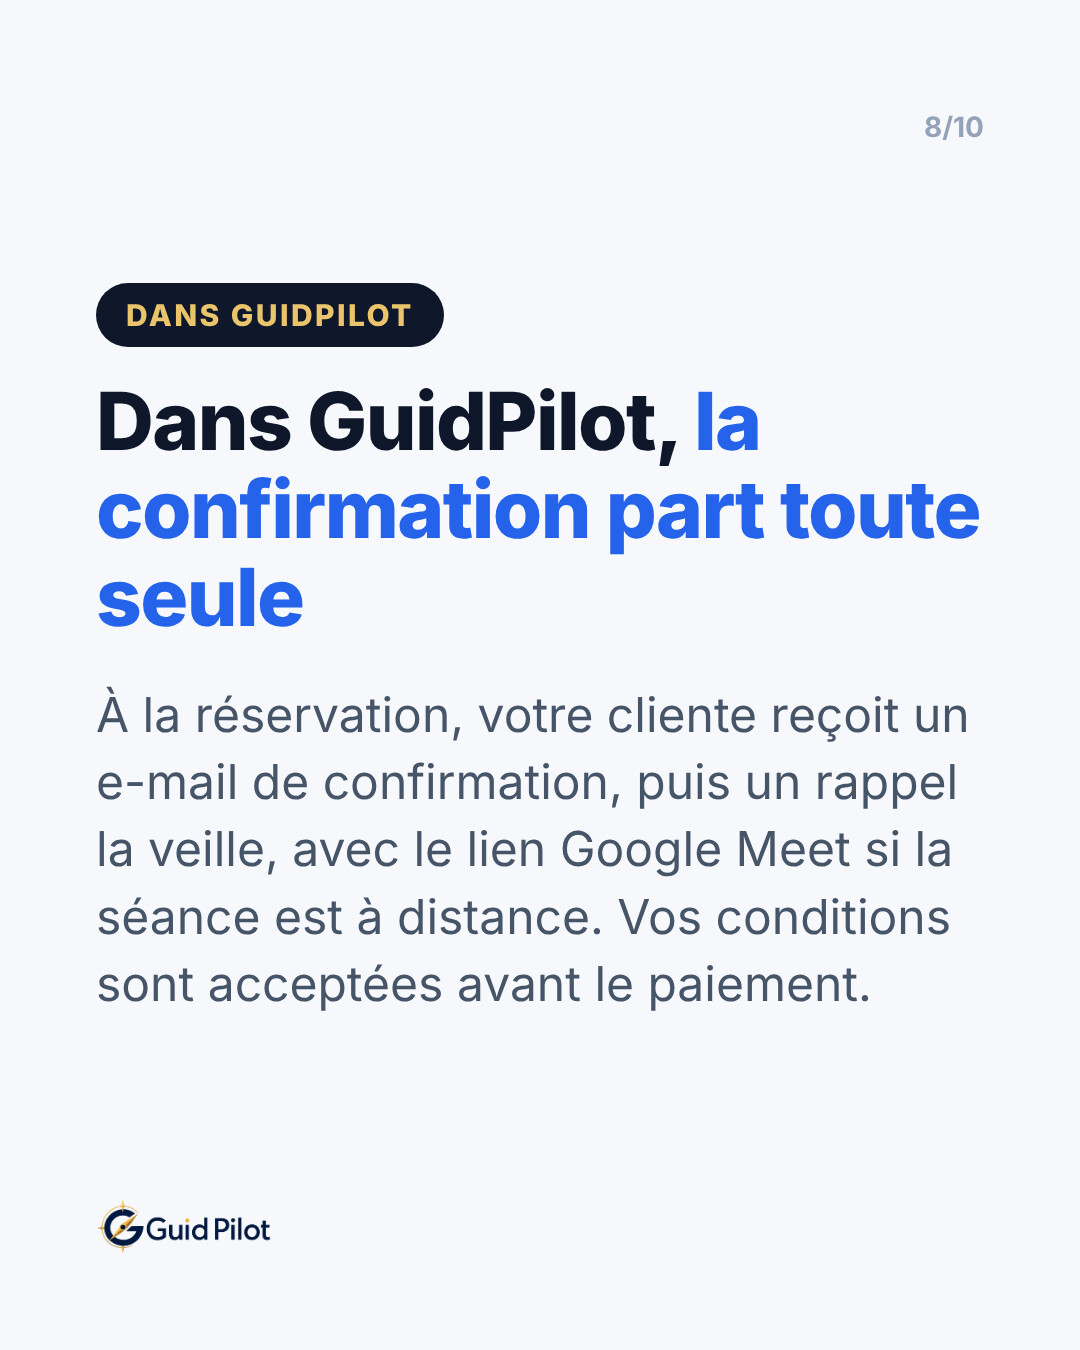 8/10
DANS GUIDPILOT
Dans GuidPilot, la
confirmation part toute
seule
À la réservation, votre cliente reçoit un
e-mail de confirmation, puis un rappel
la veille, avec le lien Google Meet si la
séance est à distance. Vos conditions
sont acceptées avant le paiement.
Guid Pilot